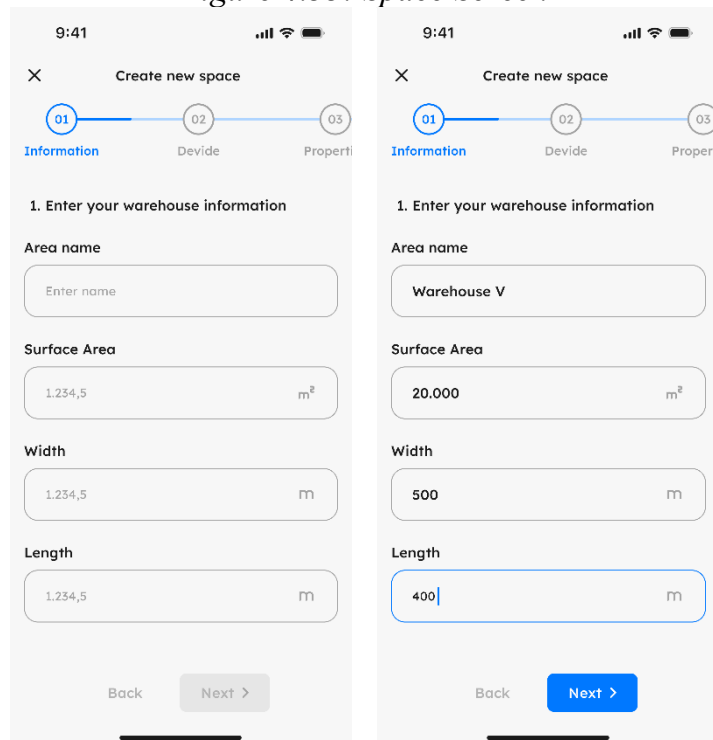 9:41
Create new space
01 02 03
Information Devide Properti
1. Enter your warehouse information
Area name
Enter name
Surface Area
1.234,5 m²
Width
1.234,5 m
Length
1.234,5 m
Back Next >
9:41
Create new space
01 02 03
Information Devide Proper
1. Enter your warehouse information
Area name
Warehouse V
Surface Area
20.000 m²
Width
500 m
Length
400 m
Back Next >